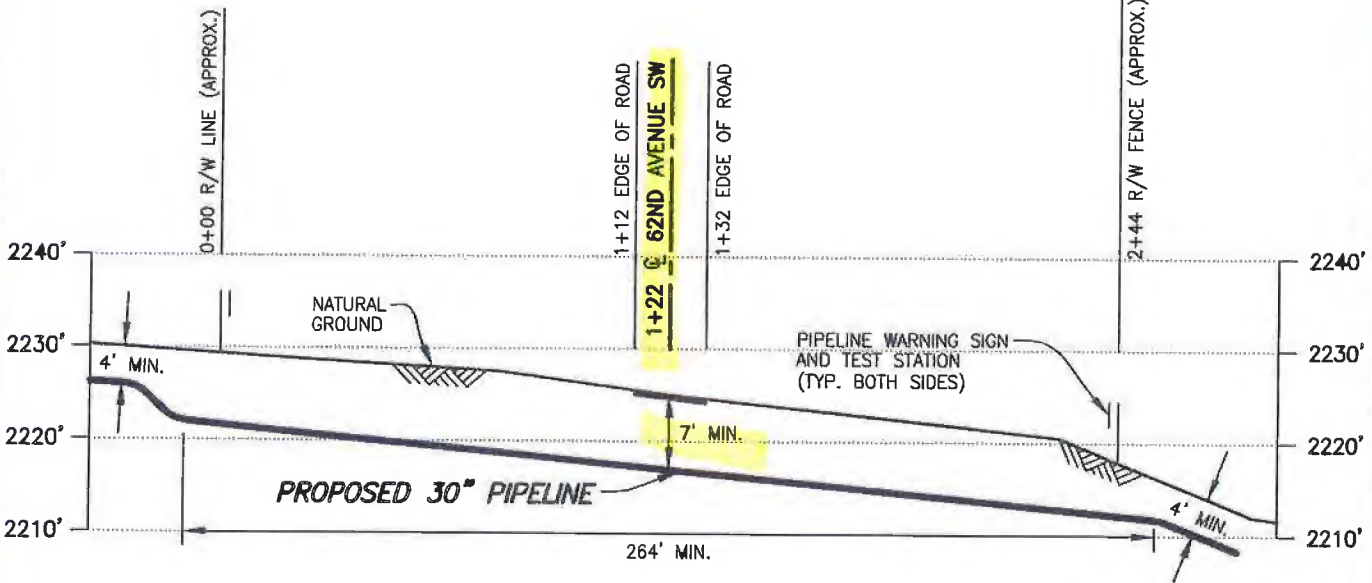 0+00 R/W LINE (APPROX.)
1+12 EDGE OF ROAD
1+22 ℄ 62ND AVENUE SW
1+32 EDGE OF ROAD
2+44 R/W FENCE (APPROX.)
2240'
2240'
NATURAL
GROUND
2230'
2230'
4' MIN.
PIPELINE WARNING SIGN
AND TEST STATION
(TYP. BOTH SIDES)
7' MIN.
2220'
2220'
PROPOSED 30" PIPELINE
4' MIN.
2210'
2210'
264' MIN.